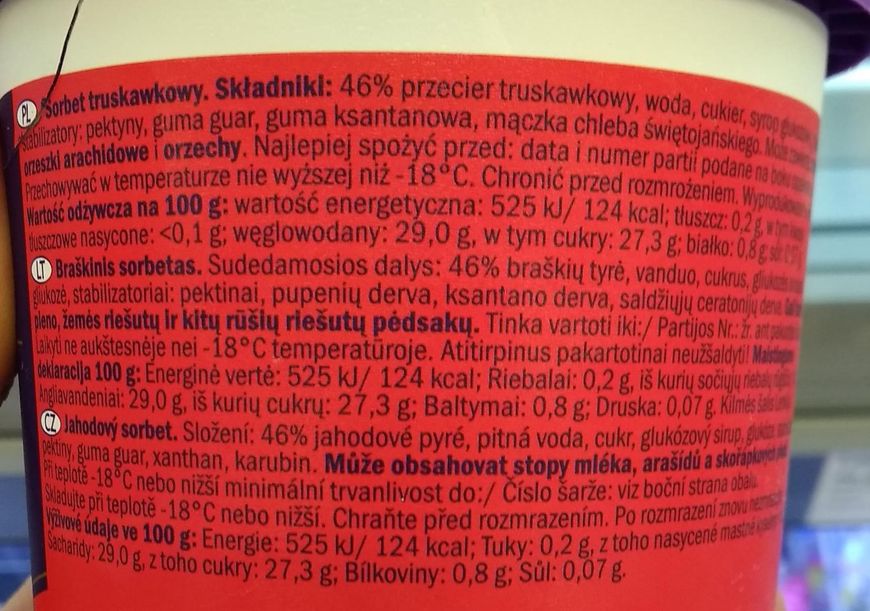 PL Sorbet truskawkowy. Składniki: 46% przecier truskawkowy, woda, cukier, syrop
stabilizatory: pektyny, guma guar, guma ksantanowa, mączka chleba świętojańskiego.
orzeszki arachidowe i orzechy. Najlepiej spożyć przed: data i numer partii podane na boku
Przechowywać w temperaturze nie wyższej niż -18°C. Chronić przed rozmrożeniem.
Wartość odżywcza na 100 g: wartość energetyczna: 525 kJ/ 124 kcal; tłuszcz: 0,2 g, w tym
tłuszczowe nasycone: <0,1 g; węglowodany: 29,0 g, w tym cukry: 27,3 g; białko: 0,8 g;
LT Braškinis sorbetas. Sudedamosios dalys: 46% braškių tyrė, vanduo, cukrus,
gliukozė, stabilizatoriai: pektinai, pupenių derva, ksantano derva, saldžiųjų ceratonijų derva.
pieno, žemės riešutų ir kitų rūšių riešutų pėdsakų. Tinka vartoti iki:/ Partijos Nr.: žr. ant
Laikyti ne aukštesnėje nei -18°C temperatūroje. Atitirpinus pakartotinai neužšaldyti!
deklaracija 100 g: Energinė vertė: 525 kJ/ 124 kcal; Riebalai: 0,2 g, iš kurių sočiųjų
Angliavandeniai: 29,0 g, iš kurių cukrų: 27,3 g; Baltymai: 0,8 g; Druska: 0,07 g. Kilmės šalis
CZ Jahodový sorbet. Složení: 46% jahodové pyré, pitná voda, cukr, glukózový sirup,
pektiny, guma guar, xanthan, karubin. Může obsahovat stopy mléka, arašídů a skořápkových
Při teplotě -18°C nebo nižší minimální trvanlivost do:/ Číslo šarže: viz boční strana obalu.
Skladujte při teplotě -18°C nebo nižší. Chraňte před rozmrazením. Po rozmrazení znovu
Výživové údaje ve 100 g: Energie: 525 kJ/ 124 kcal; Tuky: 0,2 g, z toho nasycené mastné
Sacharidy: 29,0 g, z toho cukry: 27,3 g; Bílkoviny: 0,8 g; Sůl: 0,07 g.